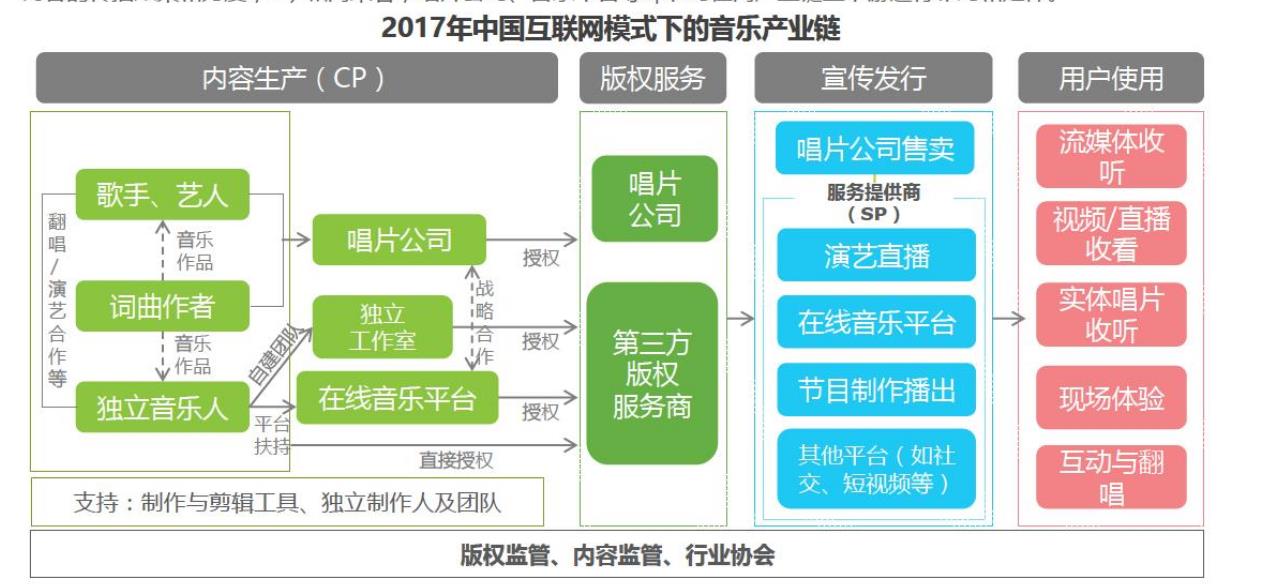 2017年中国互联网模式下的音乐产业链
内容生产（CP）
版权服务
宣传发行
用户使用
翻
唱
/
演
艺
合
作
等
歌手、艺人
音乐
作品
词曲作者
音乐
作品
独立音乐人
自建团队
平台
扶持
唱片公司
独立
工作室
在线音乐平台
战
略
合
作
授权
授权
授权
直接授权
支持：制作与剪辑工具、独立制作人及团队
唱片
公司
第三方
版权
服务商
唱片公司售卖
服务提供商
（SP）
演艺直播
在线音乐平台
节目制作播出
其他平台（如社
交、短视频等）
流媒体收
听
视频/直播
收看
实体唱片
收听
现场体验
互动与翻
唱
版权监管、内容监管、行业协会